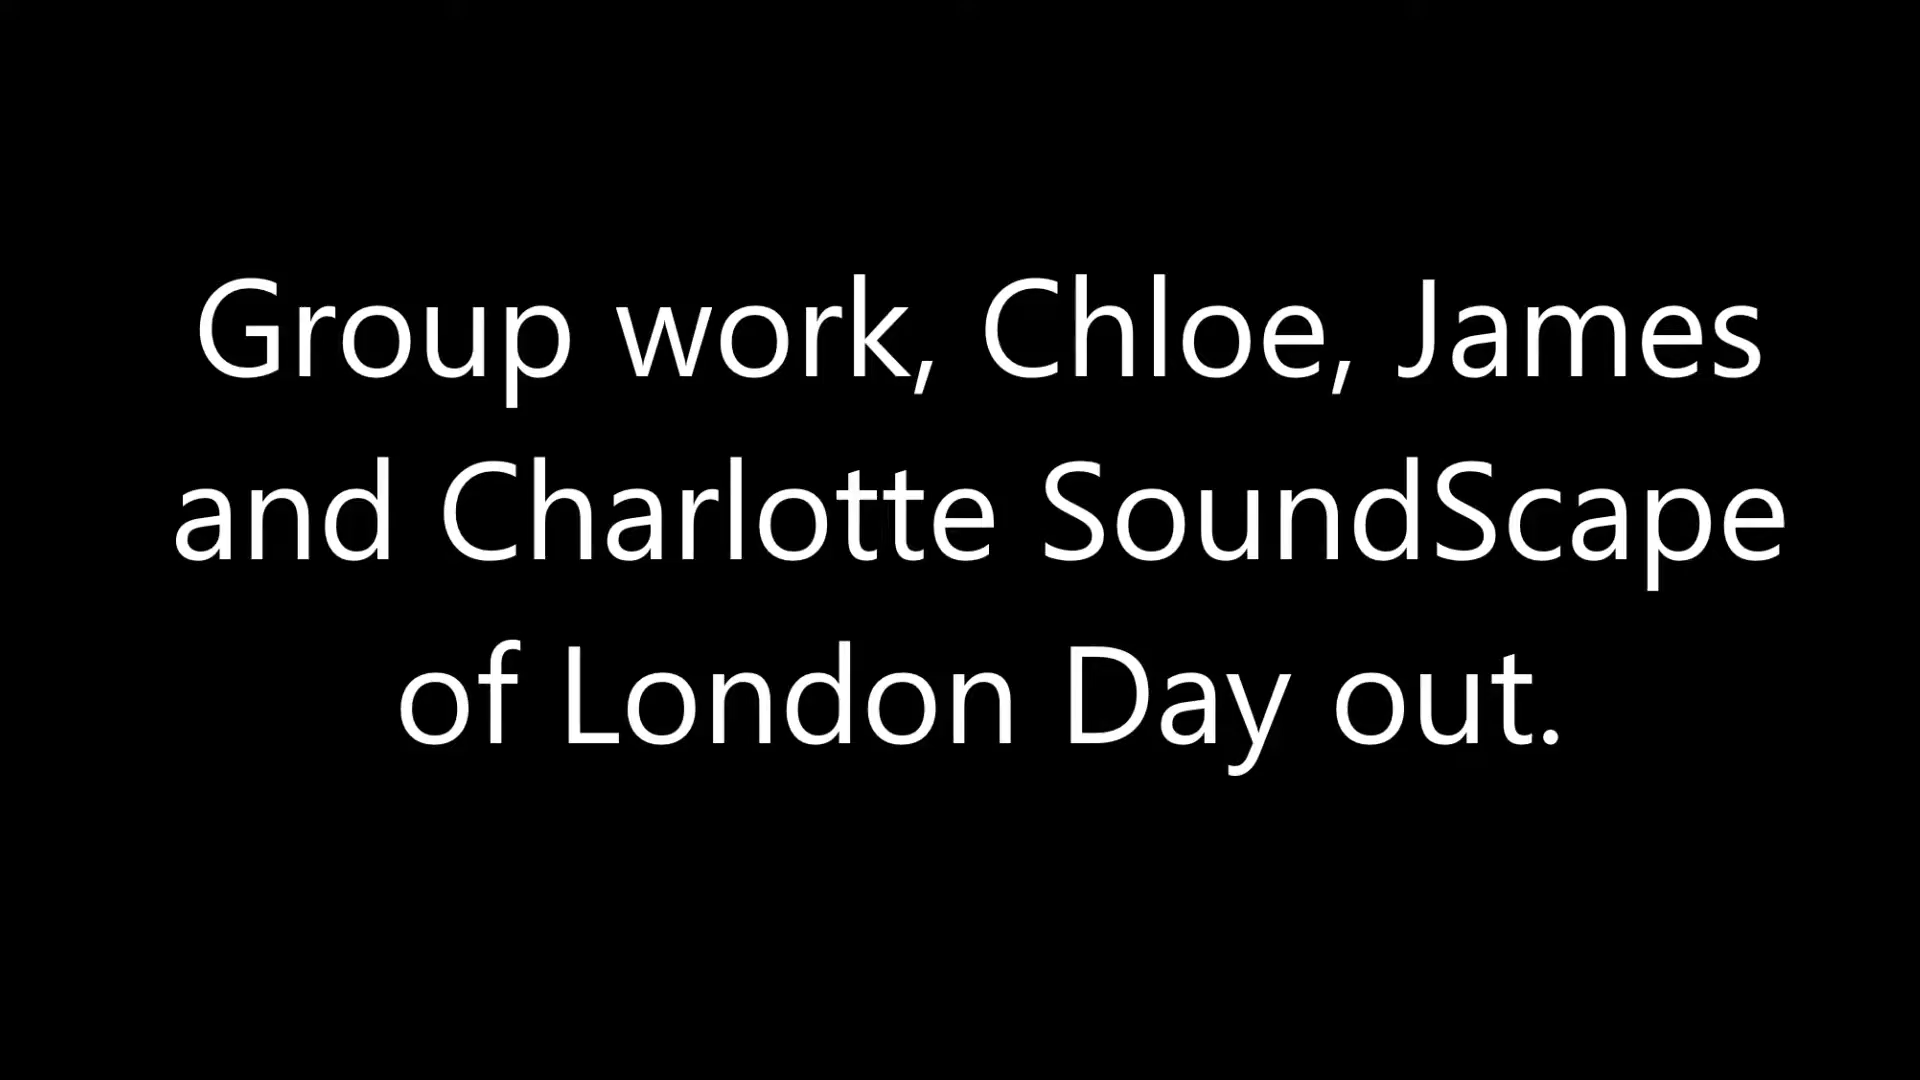 Group work, Chloe, James
and Charlotte SoundScape
of London Day out.